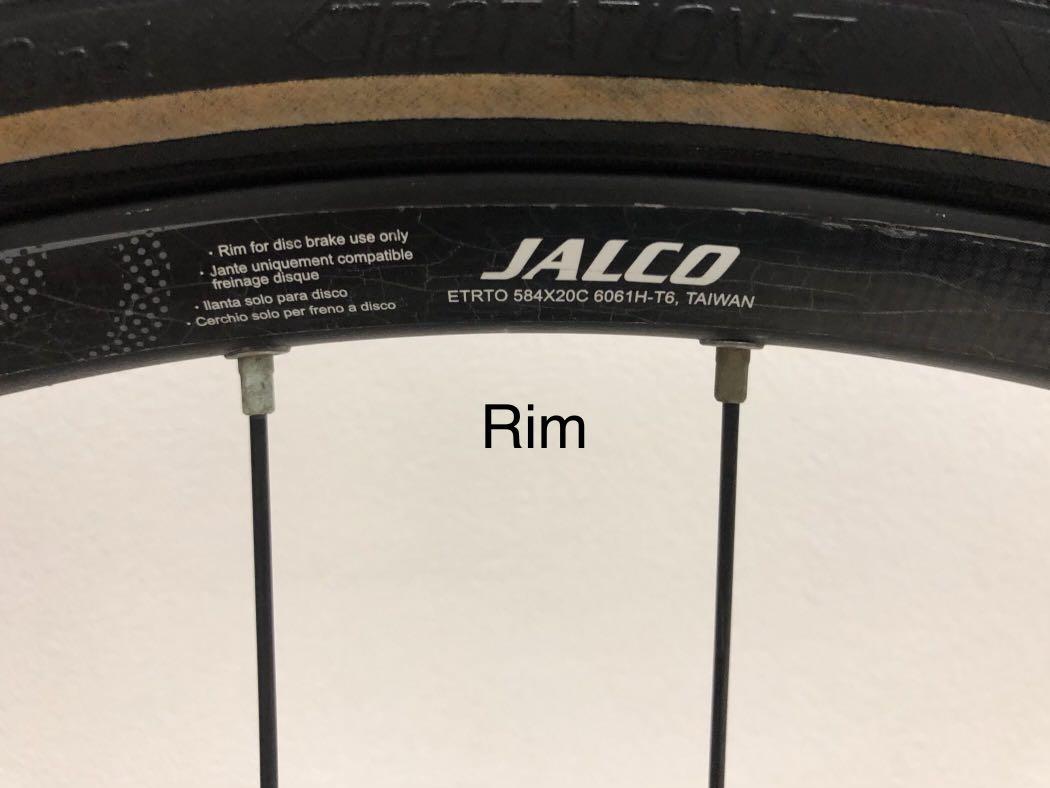 ROTATION
· Rim for disc brake use only
· Jante uniquement compatible
freinage disque
· llanta solo para disco
· Cerchio solo per freno a disco
JALCO
ETRTO 584X20C 6061H-T6, TAIWAN
Rim